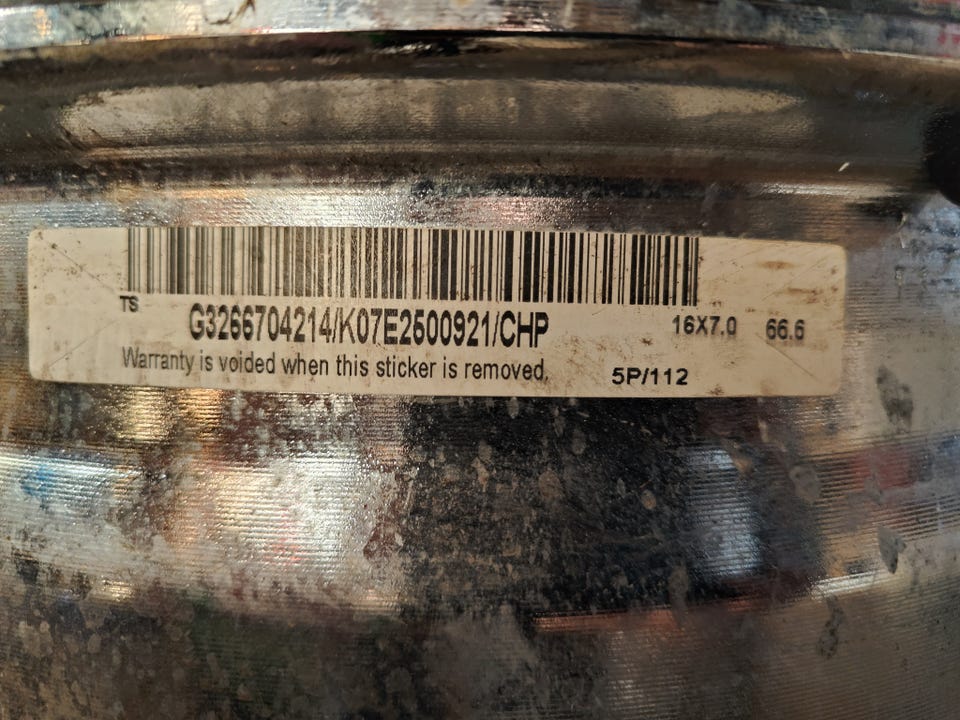 TS
G3266704214/K07E2500921/CHP
16X7.0 66.6
Warranty is voided when this sticker is removed.
5P/112